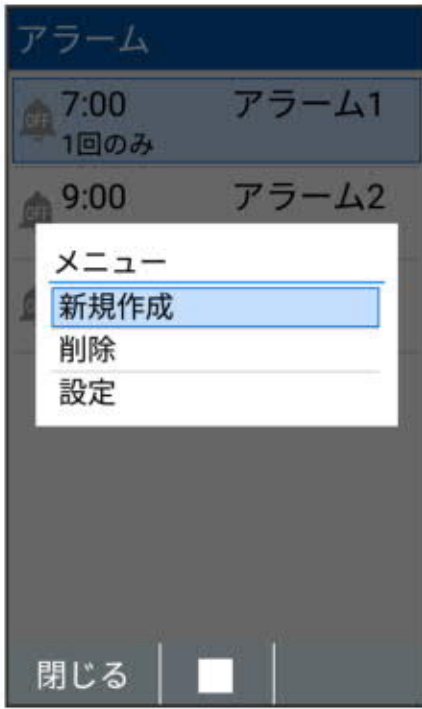 アラーム
7:00 アラーム1
1回のみ
9:00 アラーム2
メニュー
新規作成
削除
設定
閉じる